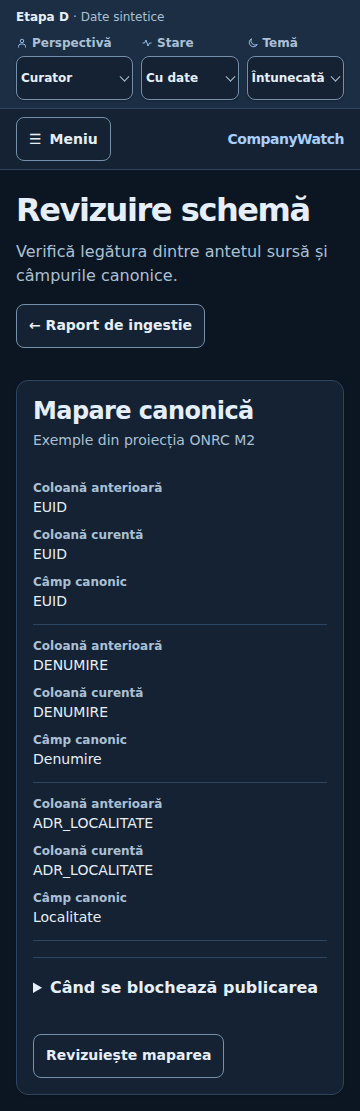 Etapa D · Date sintetice
Perspectivă
Stare
Temă
Curator
Cu date
Întunecată
☰ Meniu
CompanyWatch
Revizuire schemă
Verifică legătura dintre antetul sursă și
câmpurile canonice.
← Raport de ingestie
Mapare canonică
Exemple din proiecția ONRC M2
Coloană anterioară
EUID
Coloană curentă
EUID
Câmp canonic
EUID
Coloană anterioară
DENUMIRE
Coloană curentă
DENUMIRE
Câmp canonic
Denumire
Coloană anterioară
ADR_LOCALITATE
Coloană curentă
ADR_LOCALITATE
Câmp canonic
Localitate
▶ Când se blochează publicarea
Revizuiește maparea